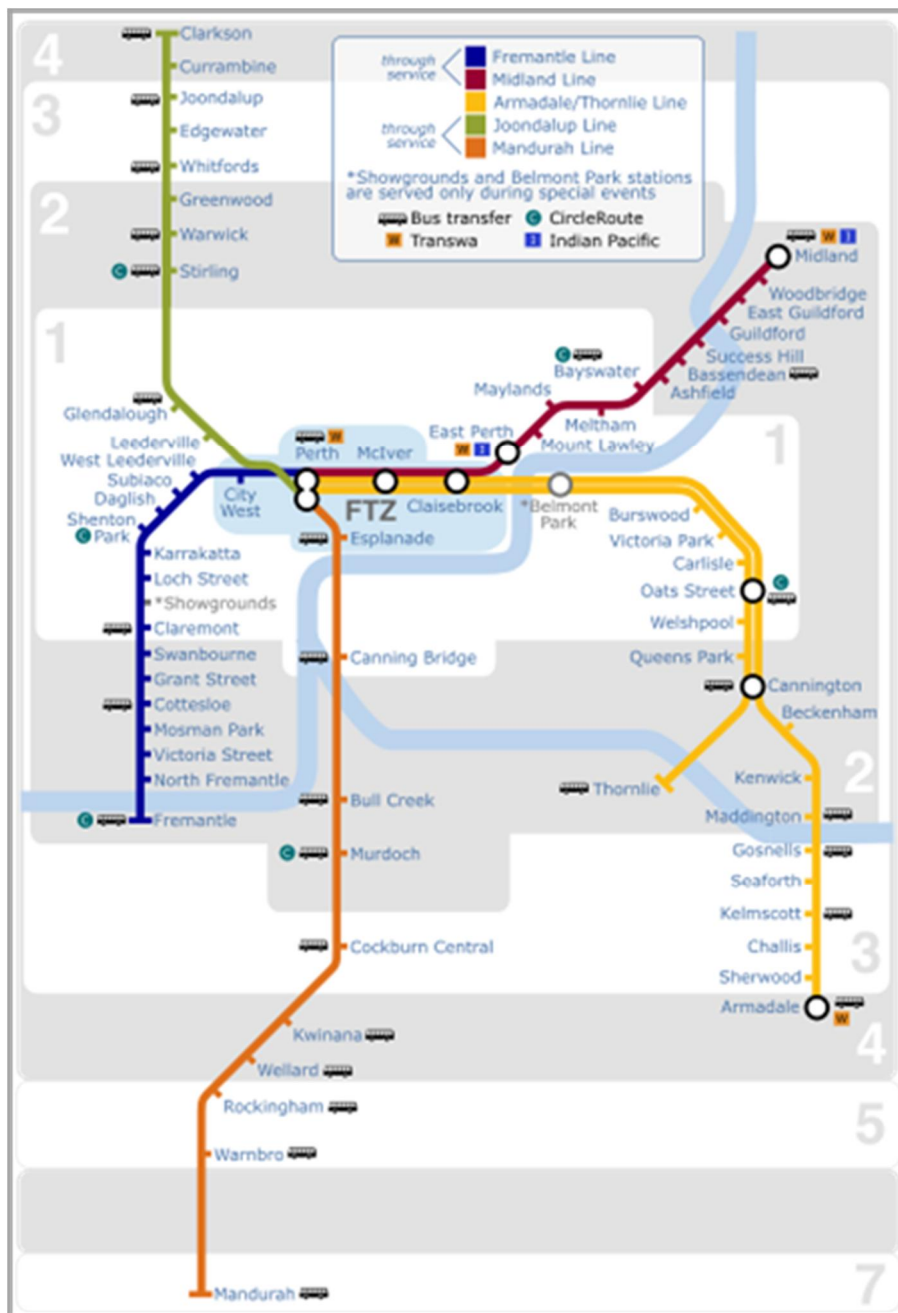 4
3
2
1
Clarkson
Currambine
Joondalup
Edgewater
Whitfords
Greenwood
Warwick
C
Stirling
Glendalough
Leederville
through
service
Fremantle Line
Midland Line
Armadale/Thornlie Line
through
service
Joondalup Line
Mandurah Line
*Showgrounds and Belmont Park stations
are served only during special events
Bus transfer
C CircleRoute
W Transwa
I Indian Pacific
W I
Midland
Woodbridge
East Guildford
Guildford
Success Hill
Bassendean
Ashfield
C
Bayswater
Maylands
Meltham
Mount Lawley
East Perth
W I
1
W
Perth
McIver
Claisebrook
FTZ
*Belmont
Park
Burswood
Victoria Park
Carlisle
Oats Street
C
Welshpool
Queens Park
Cannington
Beckenham
Thornlie
Kenwick
2
Maddington
Gosnells
Seaforth
Kelmscott
Challis
3
Sherwood
Armadale
W
4
West Leederville
City
West
Subiaco
Daglish
Shenton
C Park
Karrakatta
Loch Street
*Showgrounds
Claremont
Swanbourne
Grant Street
Cottesloe
Mosman Park
Victoria Street
North Fremantle
C
Fremantle
Esplanade
Canning Bridge
Bull Creek
C
Murdoch
Cockburn Central
Kwinana
Wellard
Rockingham
5
Warnbro
Mandurah
7